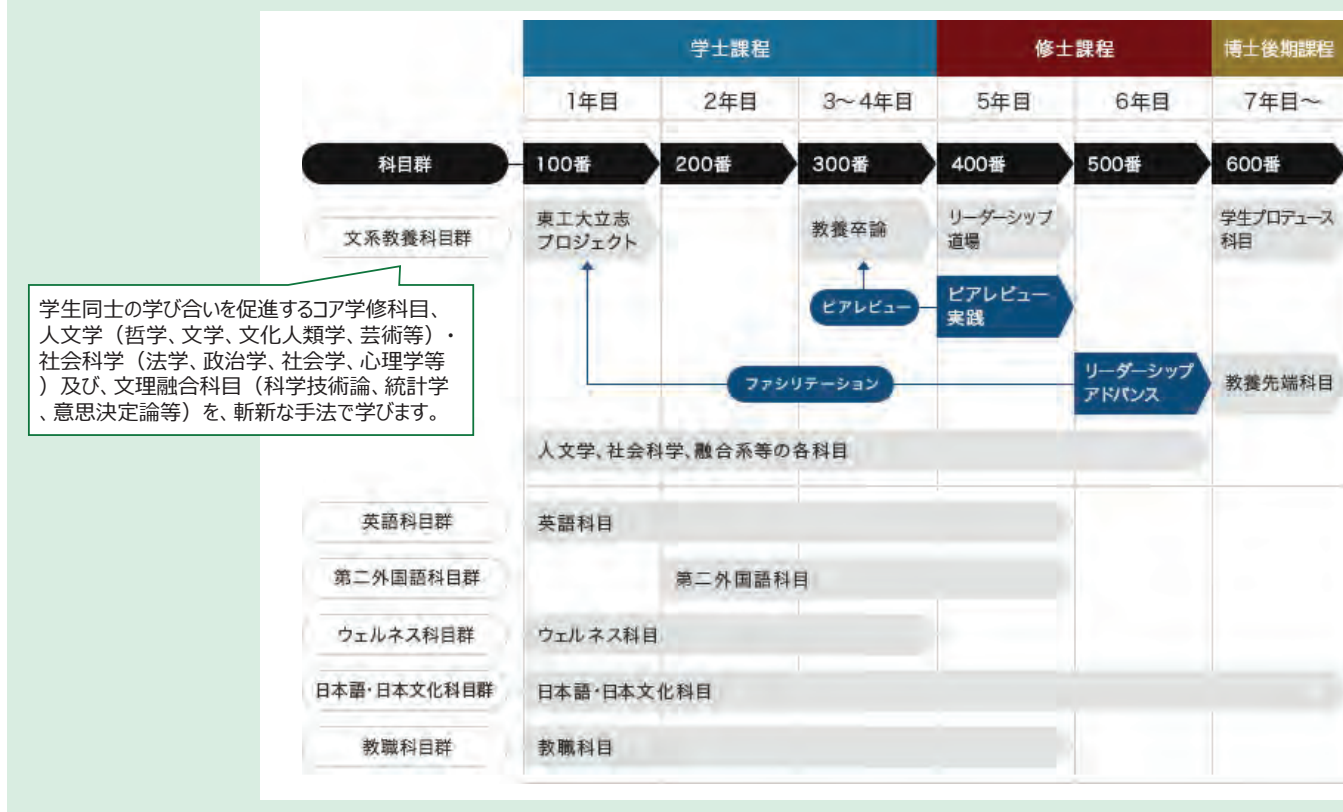 学士課程
修士課程
博士後期課程
1年目
2年目
3〜4年目
5年目
6年目
7年目〜
科目群
100番
200番
300番
400番
500番
600番
文系教養科目群
東工大立志
プロジェクト
教養卒論
リーダーシップ
道場
学生プロデュース
科目
学生同士の学び合いを促進するコア学修科目、
人文学（哲学、文学、文化人類学、芸術等）・
社会科学（法学、政治学、社会学、心理学等
）及び、文理融合科目（科学技術論、統計学
、意思決定論等）を、斬新な手法で学びます。
ピアレビュー
ピアレビュー
実践
ファシリテーション
リーダーシップ
アドバンス
教養先端科目
人文学、社会科学、融合系等の各科目
英語科目群
英語科目
第二外国語科目群
第二外国語科目
ウェルネス科目群
ウェルネス科目
日本語・日本文化科目群
日本語・日本文化科目
教職科目群
教職科目